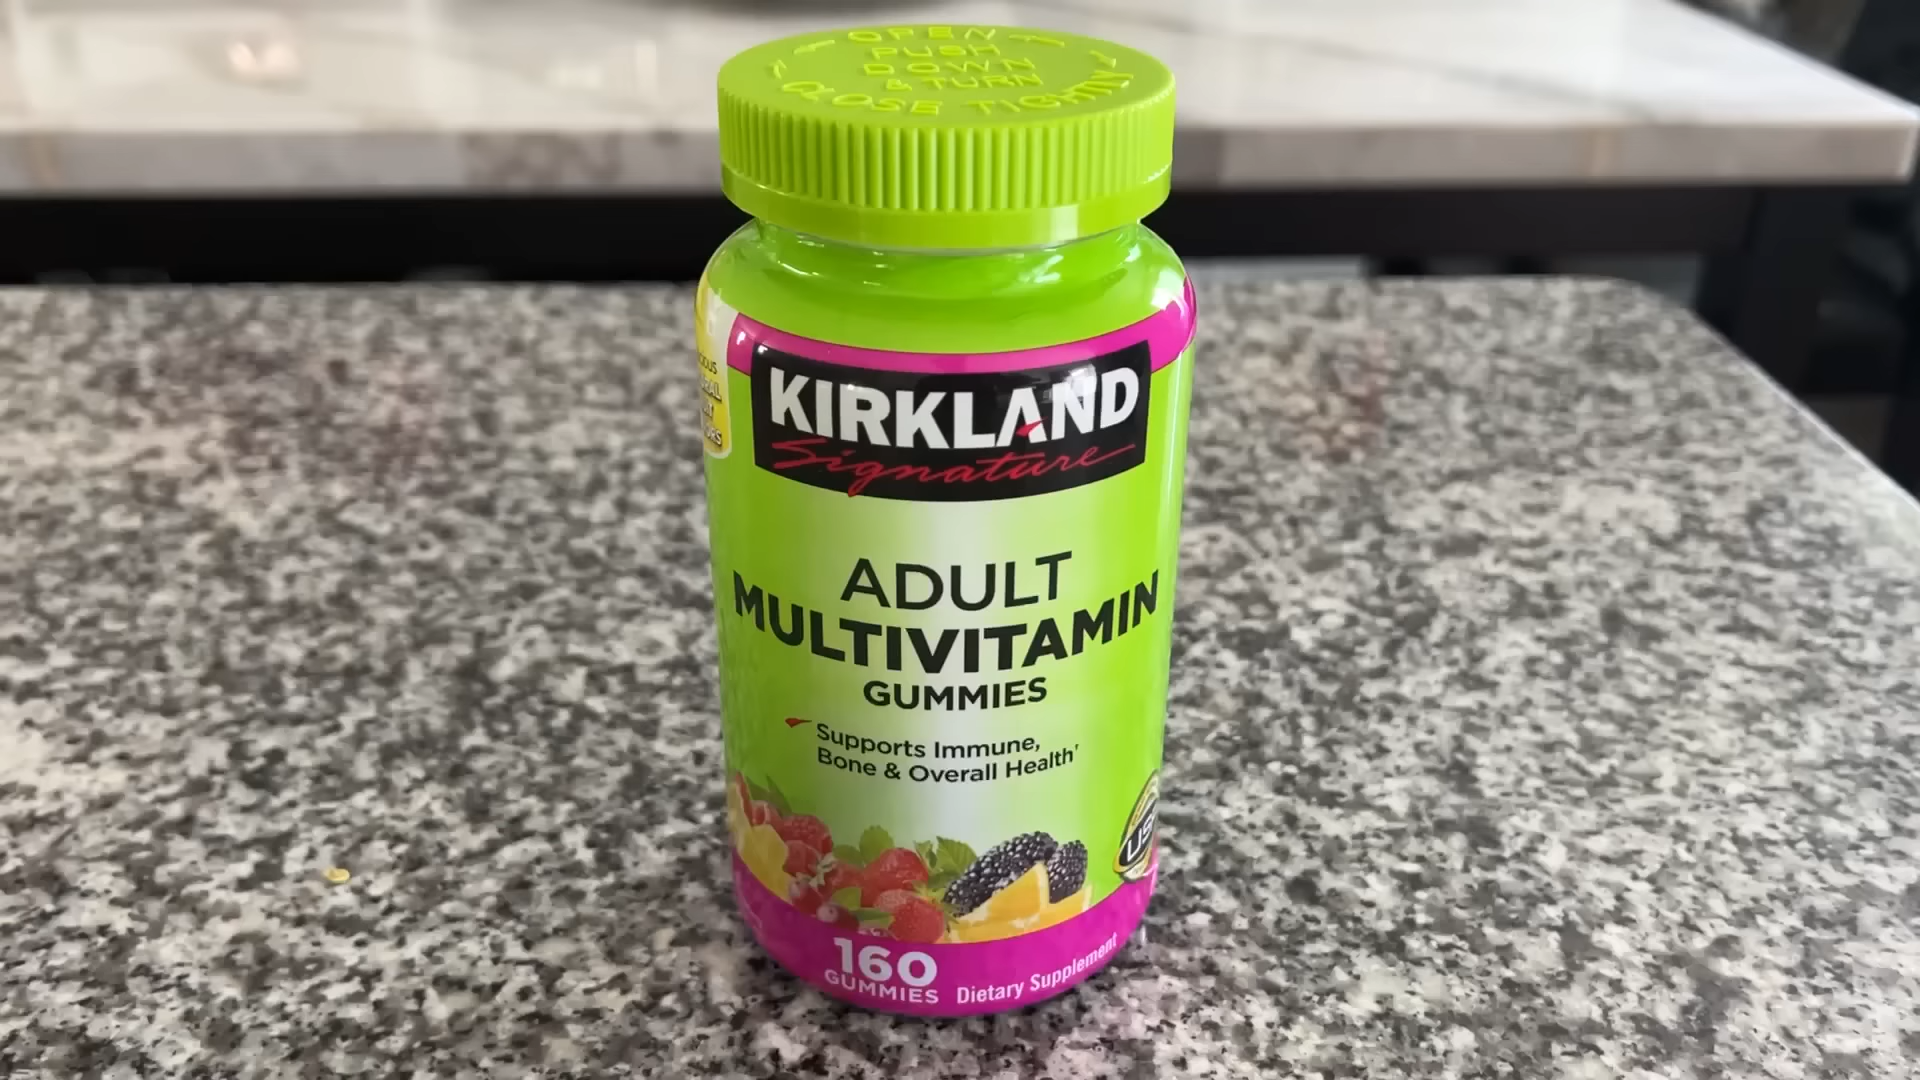 OPEN
PUSH
DOWN
& TURN
CLOSE TIGHTLY
KIRKLAND
Signature
ADULT
MULTIVITAMIN
GUMMIES
Supports Immune,
Bone & Overall Health†
160
GUMMIES
Dietary Supplement